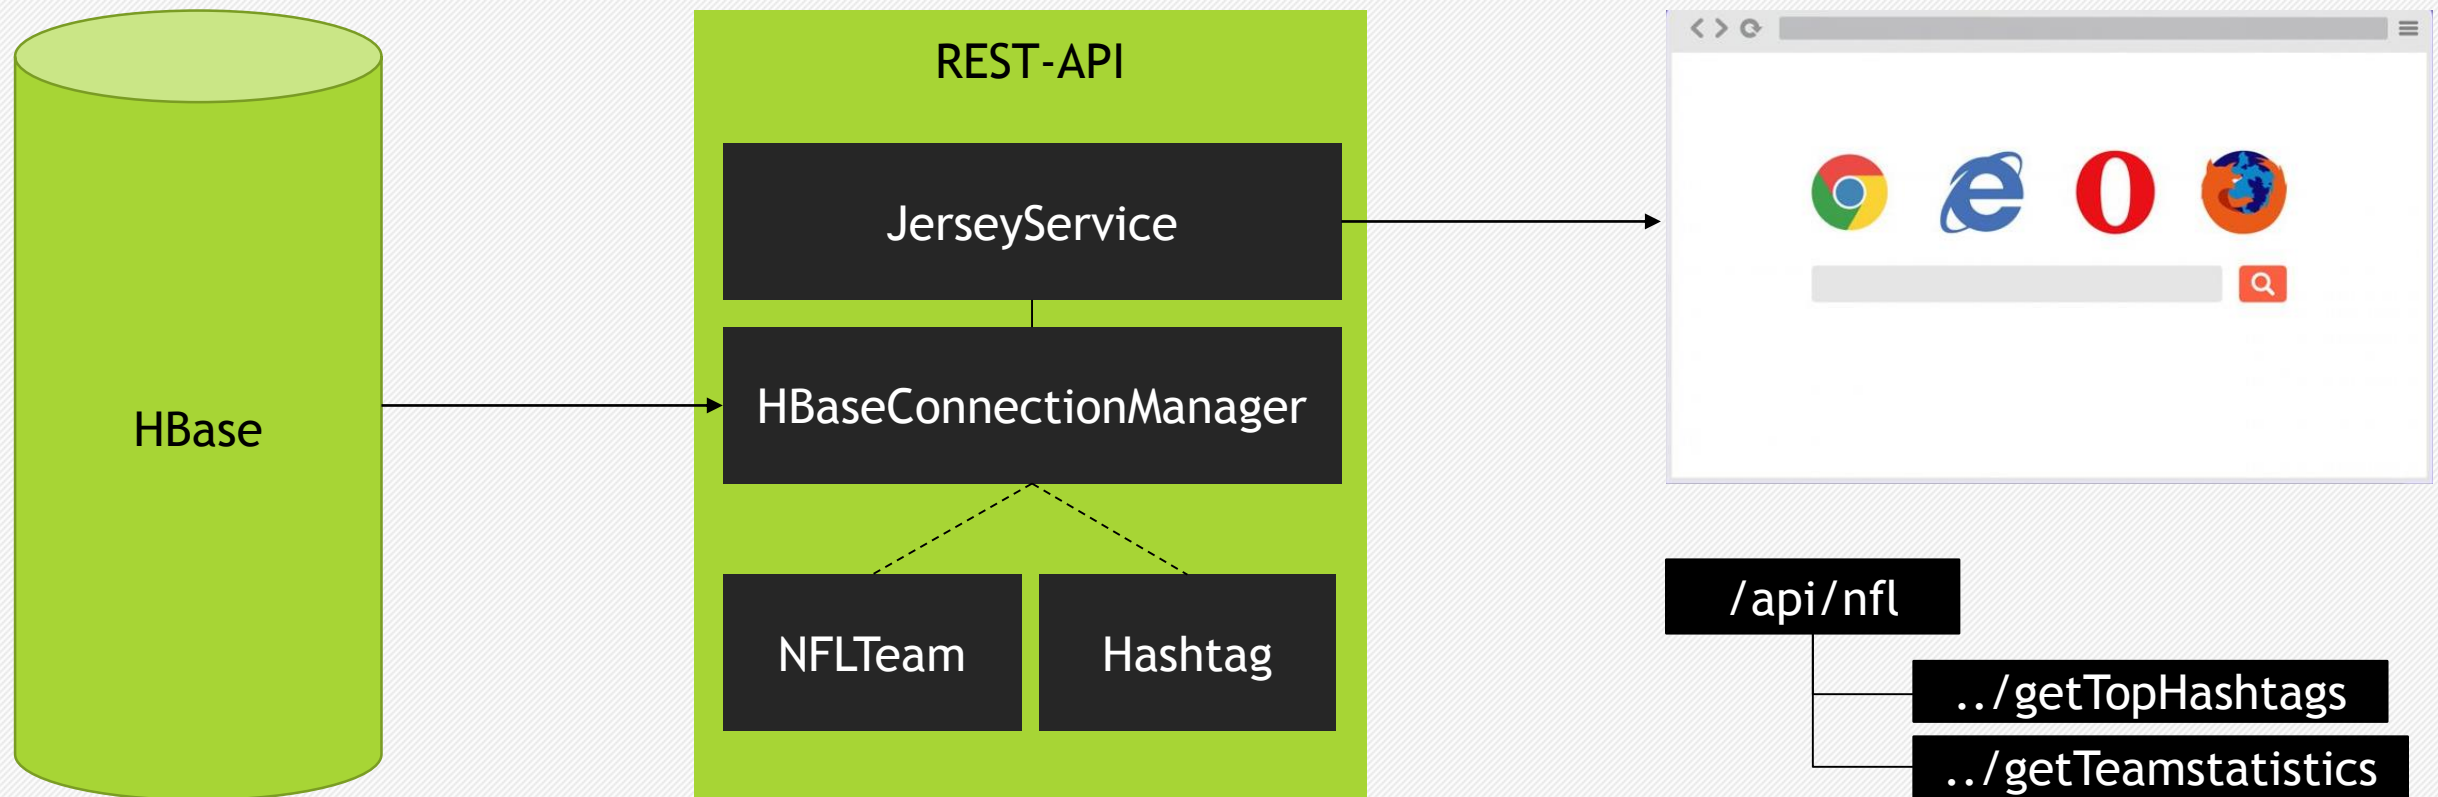 HBase
REST-API
JerseyService
HBaseConnectionManager
NFLTeam
Hashtag
/api/nfl
../getTopHashtags
../getTeamstatistics